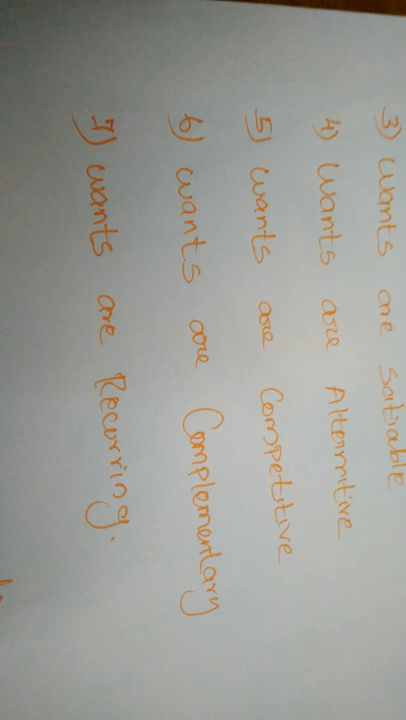 3) Wants are Satiable
4) Wants are Alternitive
5) Wants are Competitive
6) Wants are Complementary
7) Wants are Recurring.